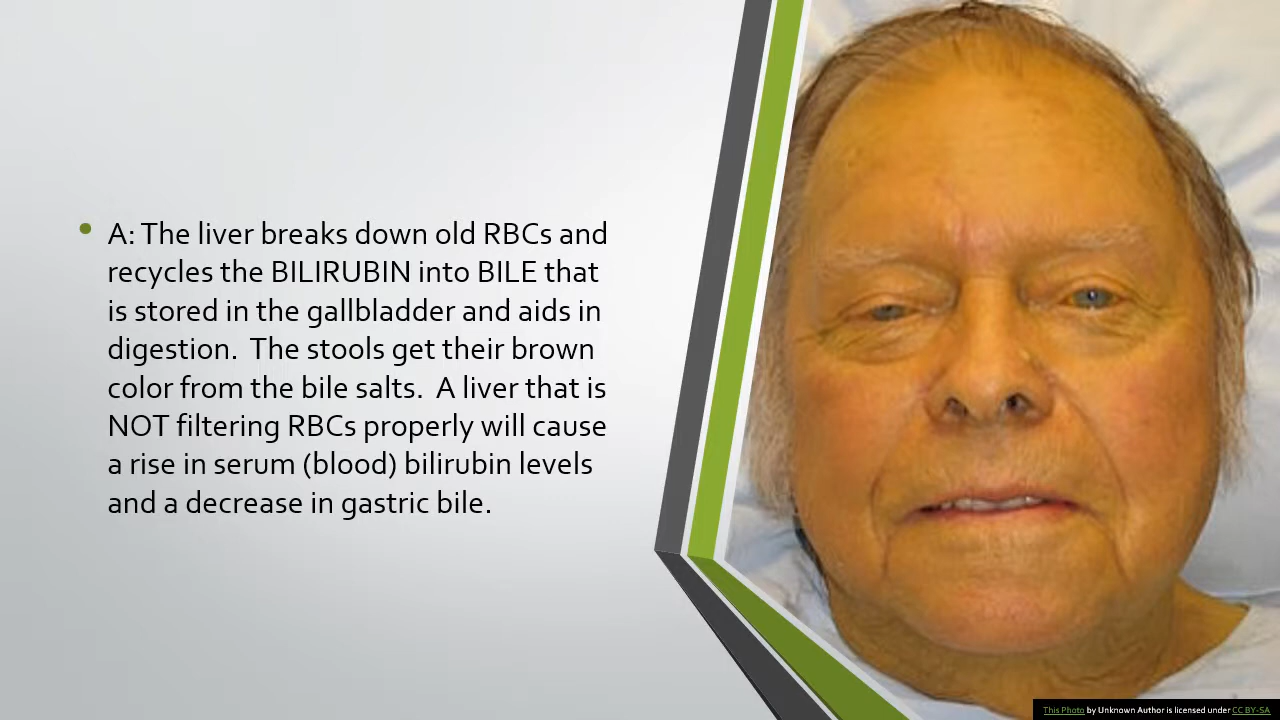 • A: The liver breaks down old RBCs and
recycles the BILIRUBIN into BILE that
is stored in the gallbladder and aids in
digestion.  The stools get their brown
color from the bile salts.  A liver that is
NOT filtering RBCs properly will cause
a rise in serum (blood) bilirubin levels
and a decrease in gastric bile.
This Photo by Unknown Author is licensed under CC BY-SA